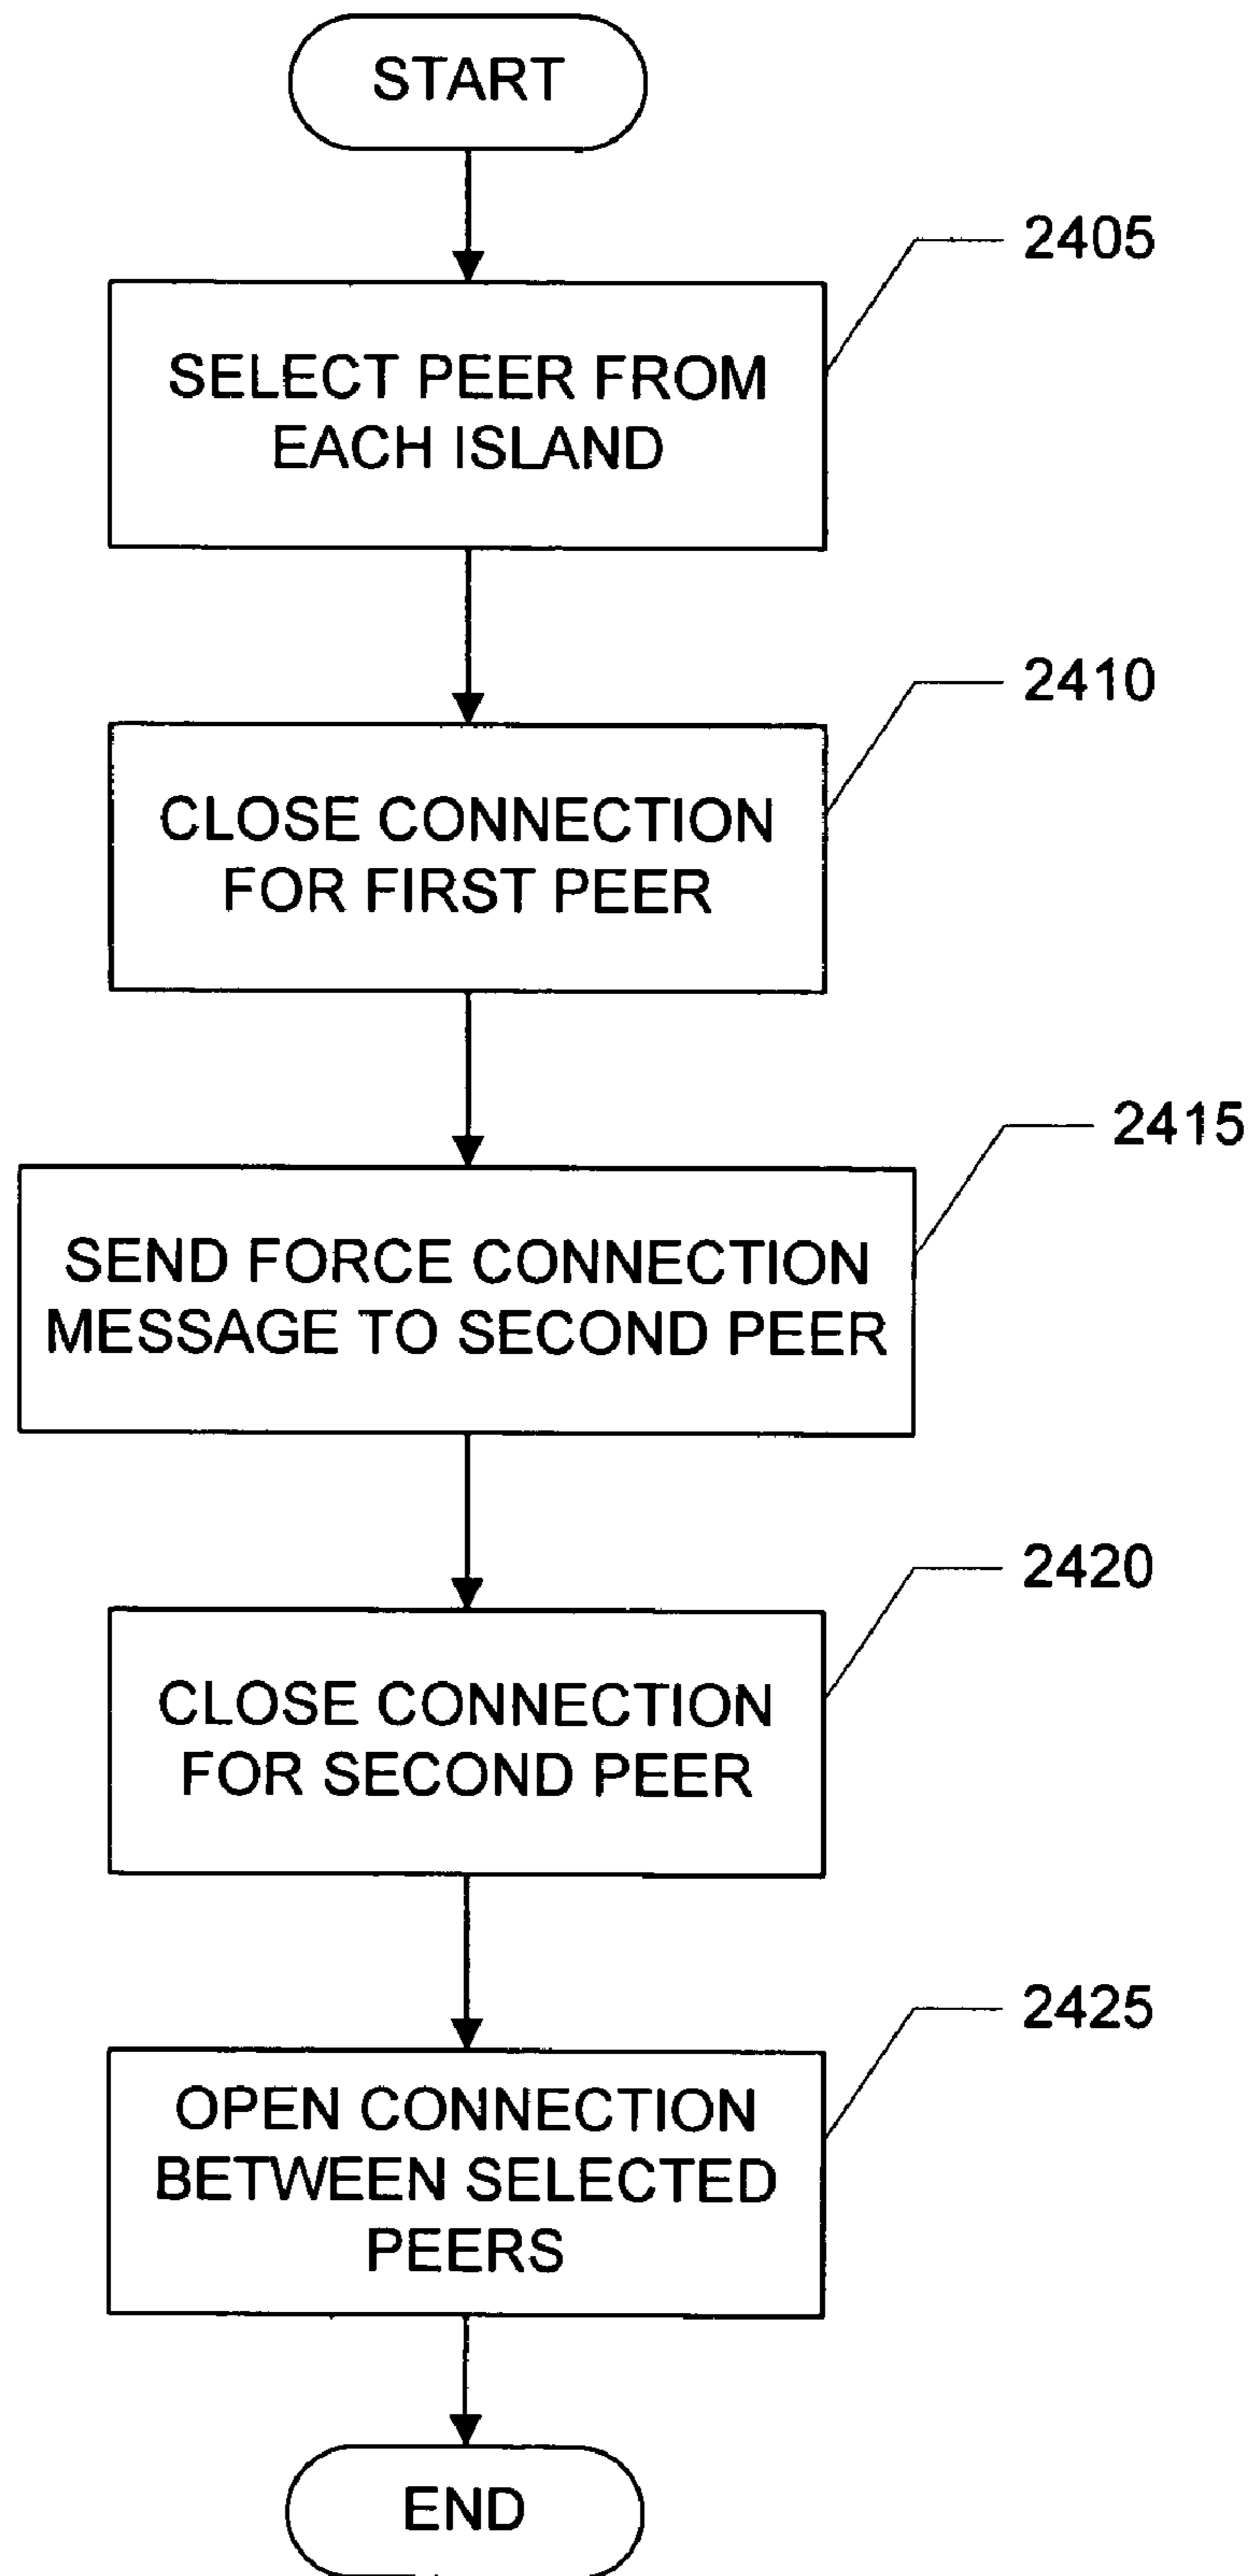 START
2405
SELECT PEER FROM
EACH ISLAND
2410
CLOSE CONNECTION
FOR FIRST PEER
2415
SEND FORCE CONNECTION
MESSAGE TO SECOND PEER
2420
CLOSE CONNECTION
FOR SECOND PEER
2425
OPEN CONNECTION
BETWEEN SELECTED
PEERS
END